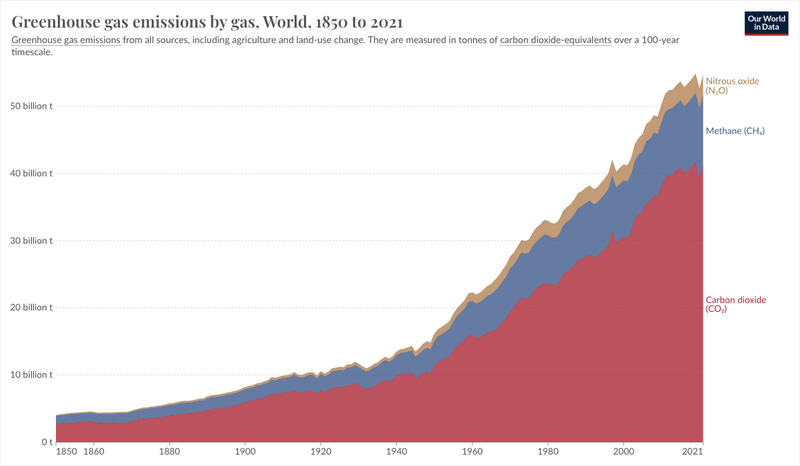 Greenhouse gas emissions by gas, World, 1850 to 2021
Our World
in Data
Greenhouse gas emissions from all sources, including agriculture and land-use change. They are measured in tonnes of carbon dioxide-equivalents over a 100-year
timescale.
Nitrous oxide
(N₂O)
50 billion t
Methane (CH₄)
40 billion t
30 billion t
20 billion t
Carbon dioxide
(CO₂)
10 billion t
0 t
1850 1860 1880 1900 1920 1940 1960 1980 2000 2021